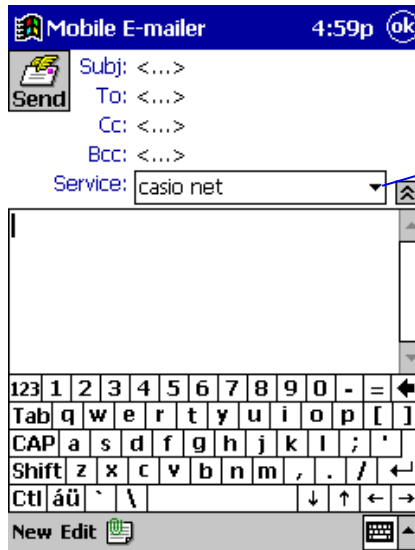 Mobile E-mailer 4:59p ok
Send
Subj: <...>
To: <...>
Cc: <...>
Bcc: <...>
Service: casio net
123 1 2 3 4 5 6 7 8 9 0 - = ←
Tab q w e r t y u i o p [ ]
CAP a s d f g h j k l ; '
Shift z x c v b n m , . / ↵
Ctl áü ` \ ↓ ↑ ← →
New Edit